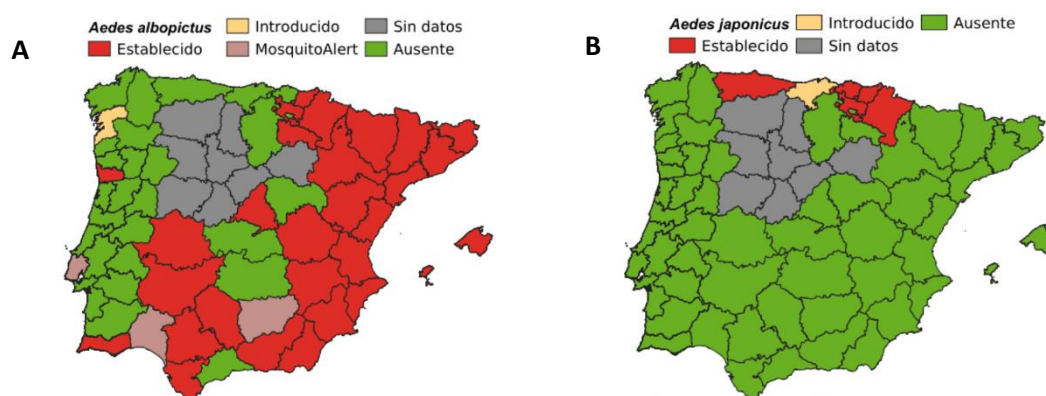 A
Aedes albopictus
Introducido
Sin datos
Establecido
MosquitoAlert
Ausente
B
Aedes japonicus
Introducido
Ausente
Establecido
Sin datos